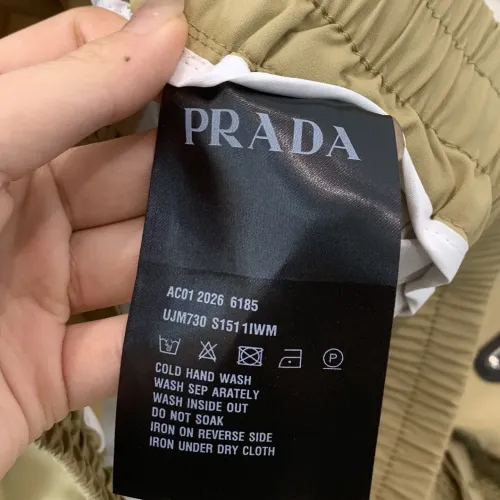 PRADA
AC01 2026 6185
UJM730 S1511IWM
COLD HAND WASH
WASH SEP ARATELY
WASH INSIDE OUT
DO NOT SOAK
IRON ON REVERSE SIDE
IRON UNDER DRY CLOTH